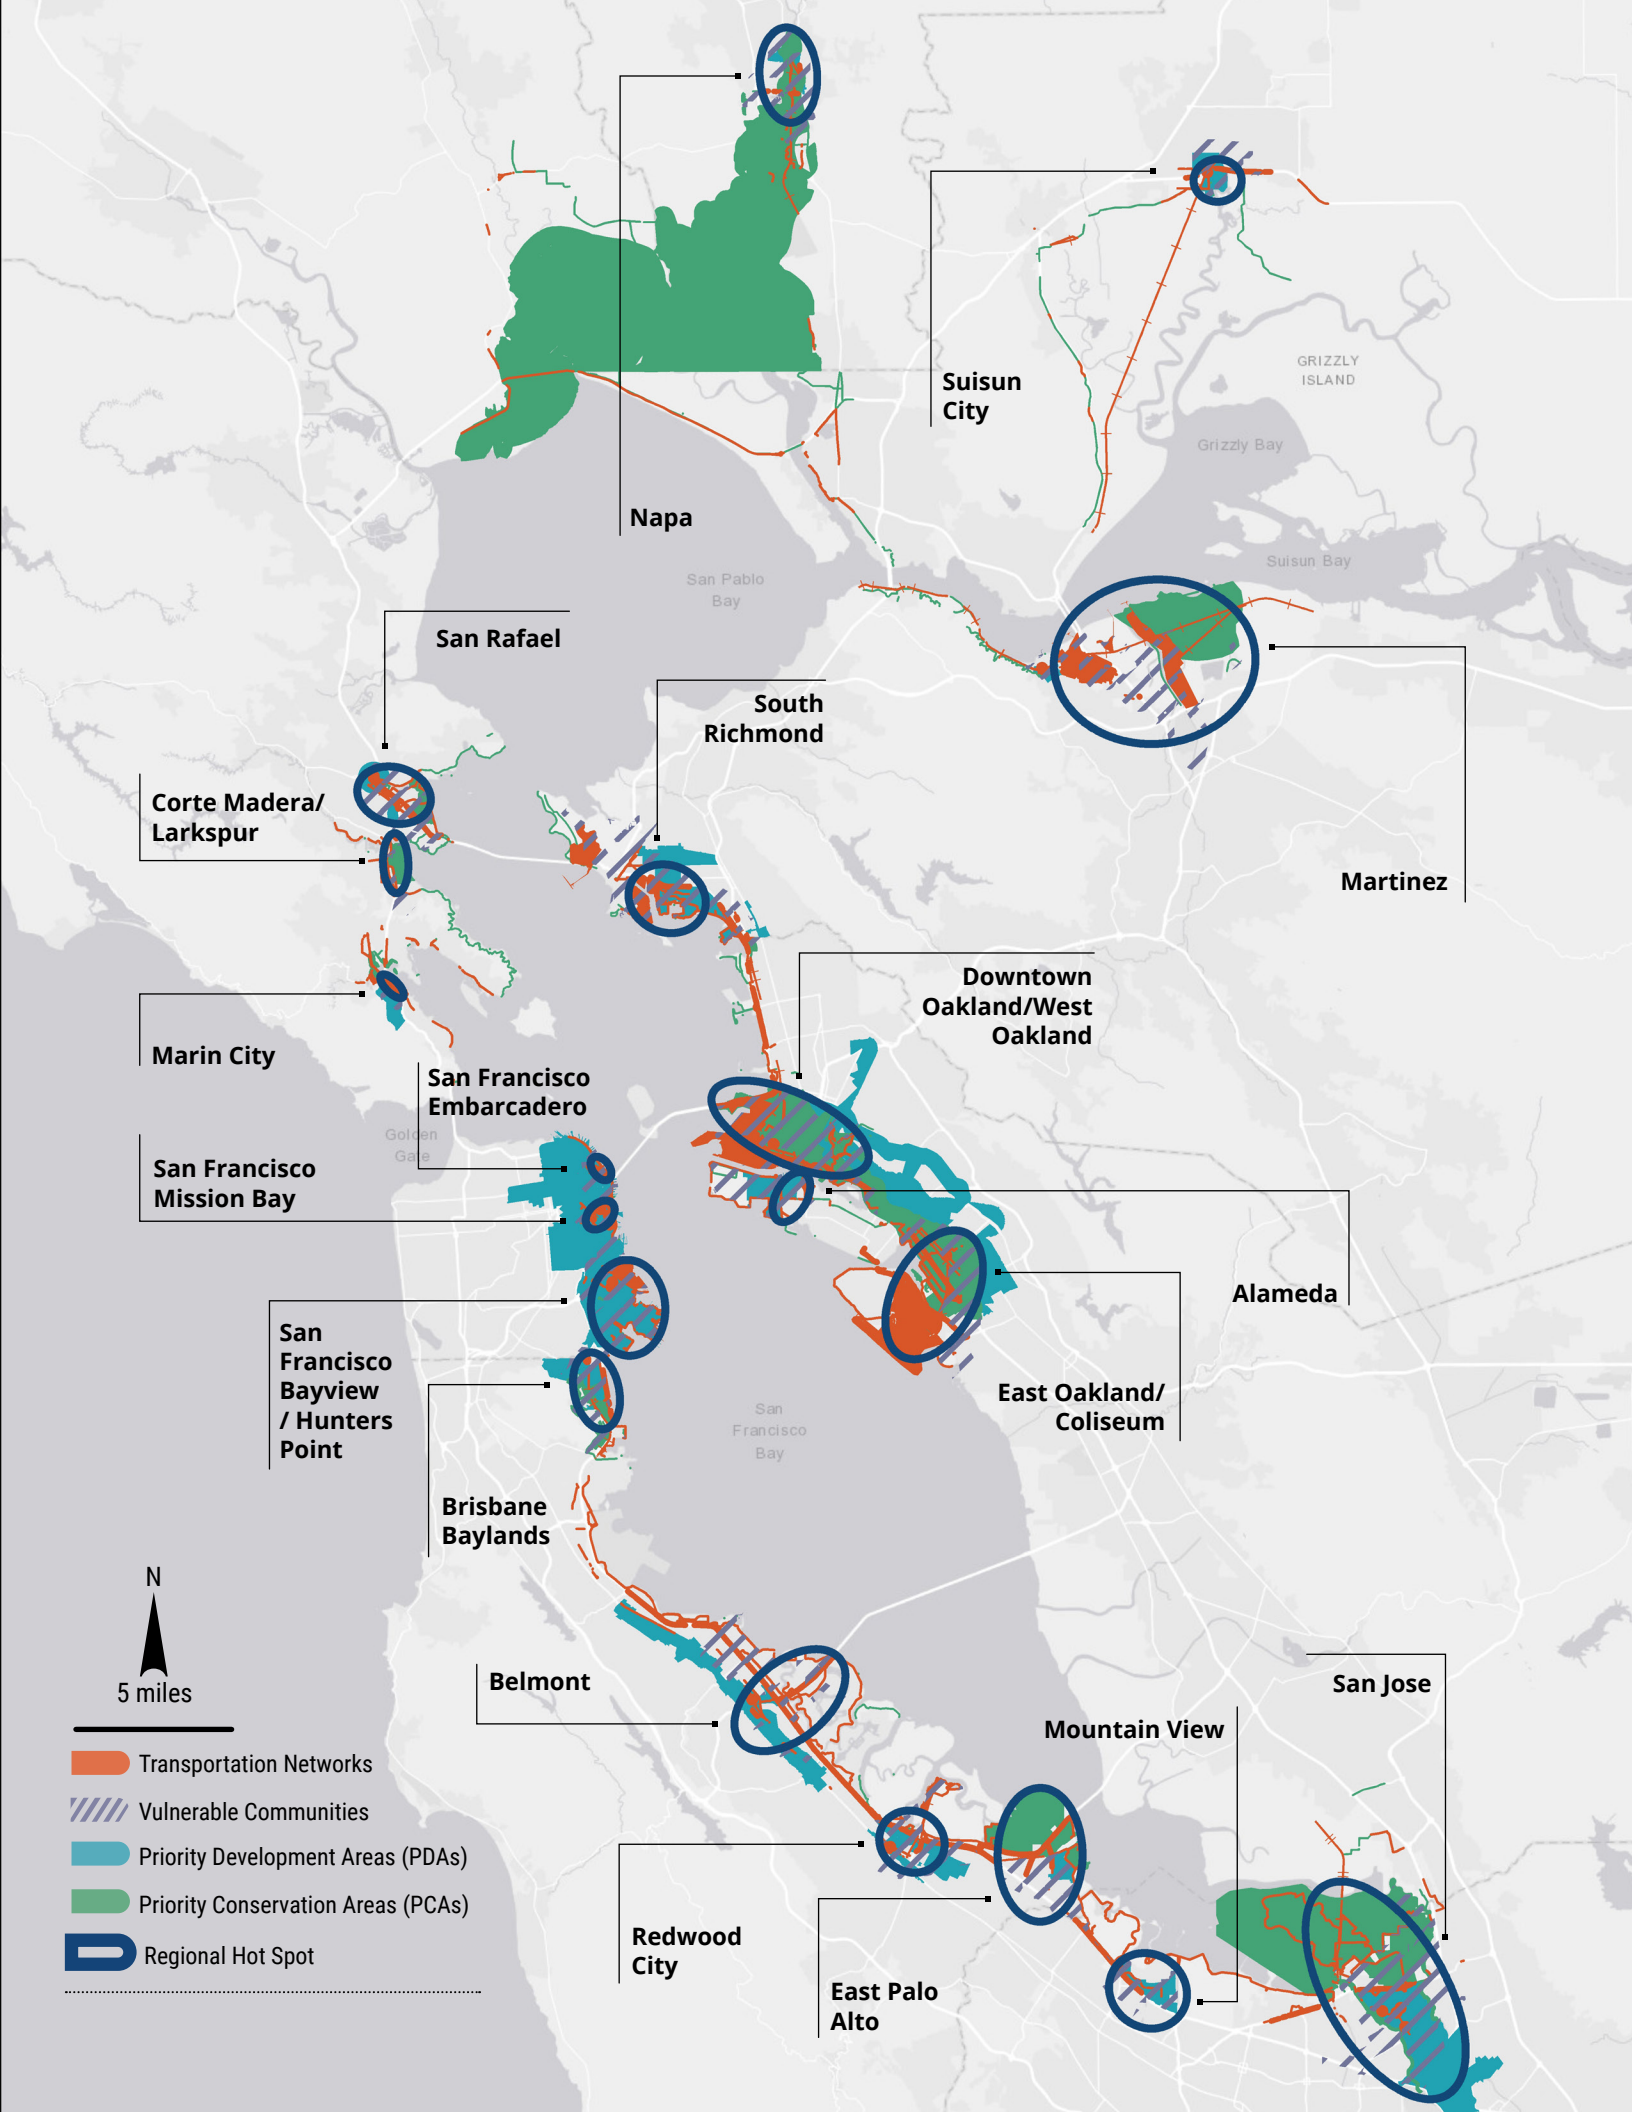 Suisun
City
GRIZZLY
ISLAND
Grizzly Bay
Napa
Suisun Bay
San Pablo
Bay
San Rafael
South
Richmond
Corte Madera/
Larkspur
Martinez
Downtown
Oakland/West
Oakland
Marin City
San Francisco
Embarcadero
Golden
Gate
San Francisco
Mission Bay
Alameda
San
Francisco
Bayview
/ Hunters
Point
East Oakland/
Coliseum
San
Francisco
Bay
Brisbane
Baylands
N
5 miles
Belmont
San Jose
Mountain View
Transportation Networks
Vulnerable Communities
Priority Development Areas (PDAs)
Priority Conservation Areas (PCAs)
Regional Hot Spot
Redwood
City
East Palo
Alto